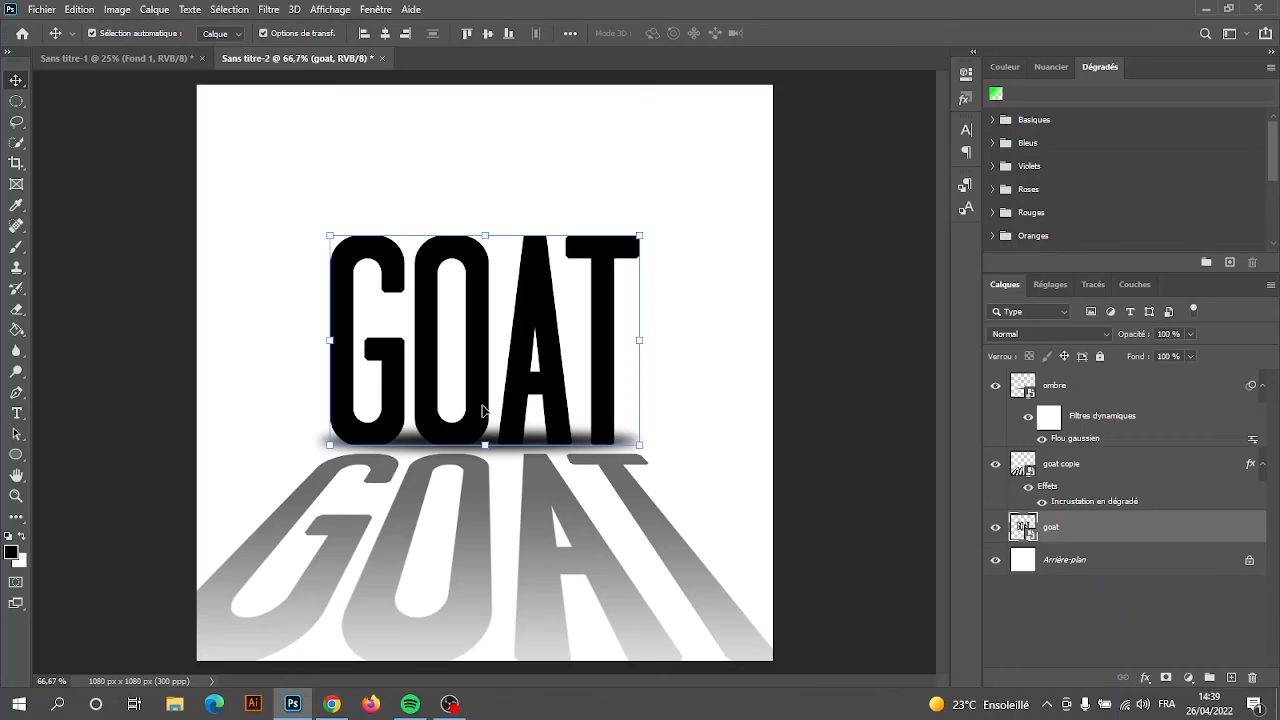 Ps Fichier Edition Image Calque Texte Sélection Filtre 3D Affichage Fenêtre Aide
Sélection automatique : Calque Options de transf. Mode 3D :
Sans titre-1 @ 25% (Fond 1, RVB/8) * × Sans titre-2 @ 66,7% (goat, RVB/8) * ×
Couleur Nuancier Dégradés
Basiques
Bleus
Violets
Roses
Rouges
Oranges
Calques Réglages Tracés Couches
Type
Normal Opacité : 100 %
Verrou : Fond : 100 %
ombre
Filtres dynamiques
Flou gaussien
goat copie fx
Effets
Incrustation en dégradé
goat
Arrière-plan
GOAT
GOAT
66,67 % 1080 px x 1080 px (300 ppp)
Ai Ps 23°C Ensoleillé FRA 14:39
26/04/2022